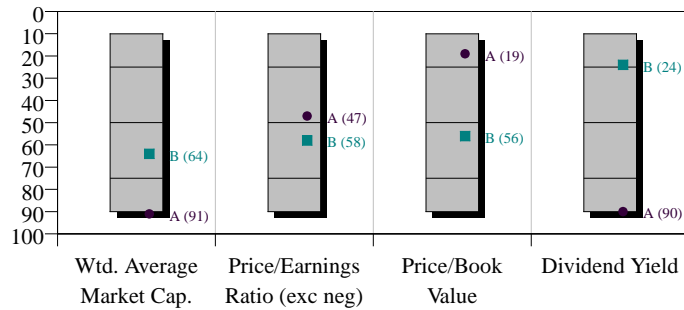 0
10
20
30
40
50
60
70
80
90
100
A (19)
B (24)
A (47)
B (58)
B (56)
B (64)
A (91)
A (90)
Wtd. Average
Market Cap.
Price/Earnings
Ratio (exc neg)
Price/Book
Value
Dividend Yield